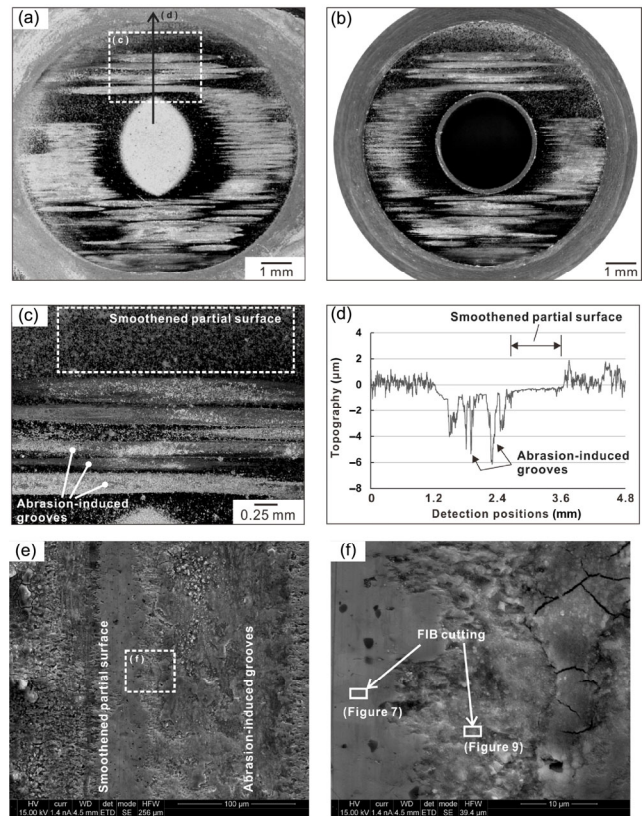 (a)
(d)
(c)
1 mm
(b)
1 mm
(c)
Smoothened partial surface
Abrasion-induced
grooves
0.25 mm
(d)
Smoothened partial surface
Topography (μm)
4
2
0
−2
−4
−6
−8
Abrasion-induced
grooves
0
1.2
2.4
3.6
4.8
Detection positions (mm)
(e)
Smoothened partial surface
(f)
Abrasion-induced grooves
HV curr WD det mode HFW
15.00 kV 1.4 nA 4.5 mm ETD SE 256 μm
100 μm
(f)
FIB cutting
(Figure 7)
(Figure 9)
HV curr WD det mode HFW
15.00 kV 1.4 nA 4.5 mm ETD SE 39.4 μm
10 μm